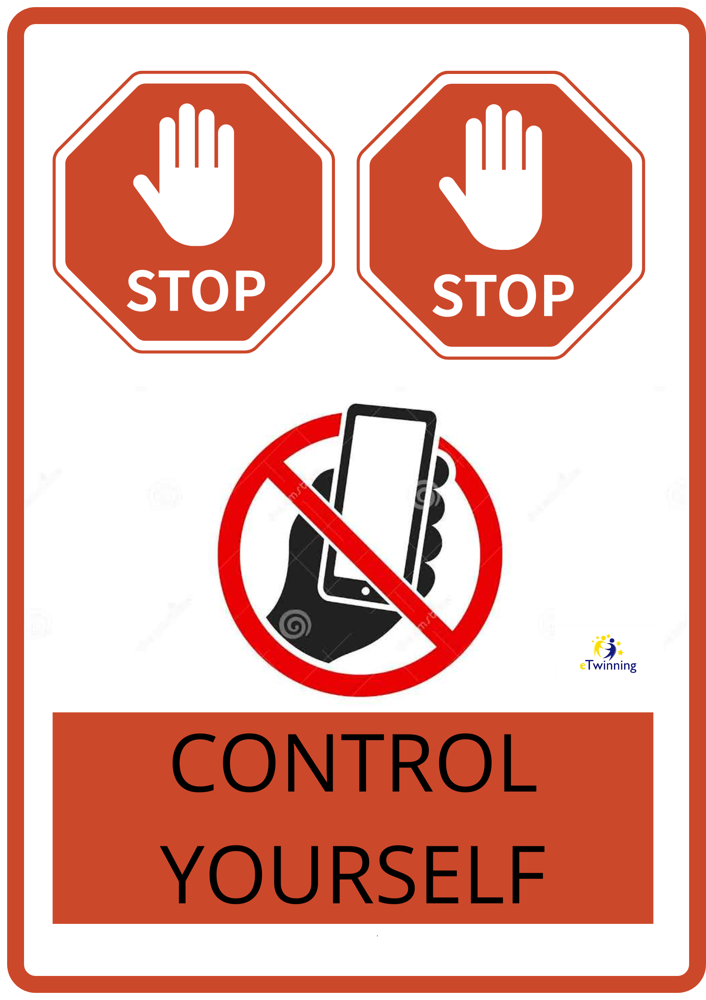 STOP
STOP
eTwinning
CONTROL
YOURSELF
.